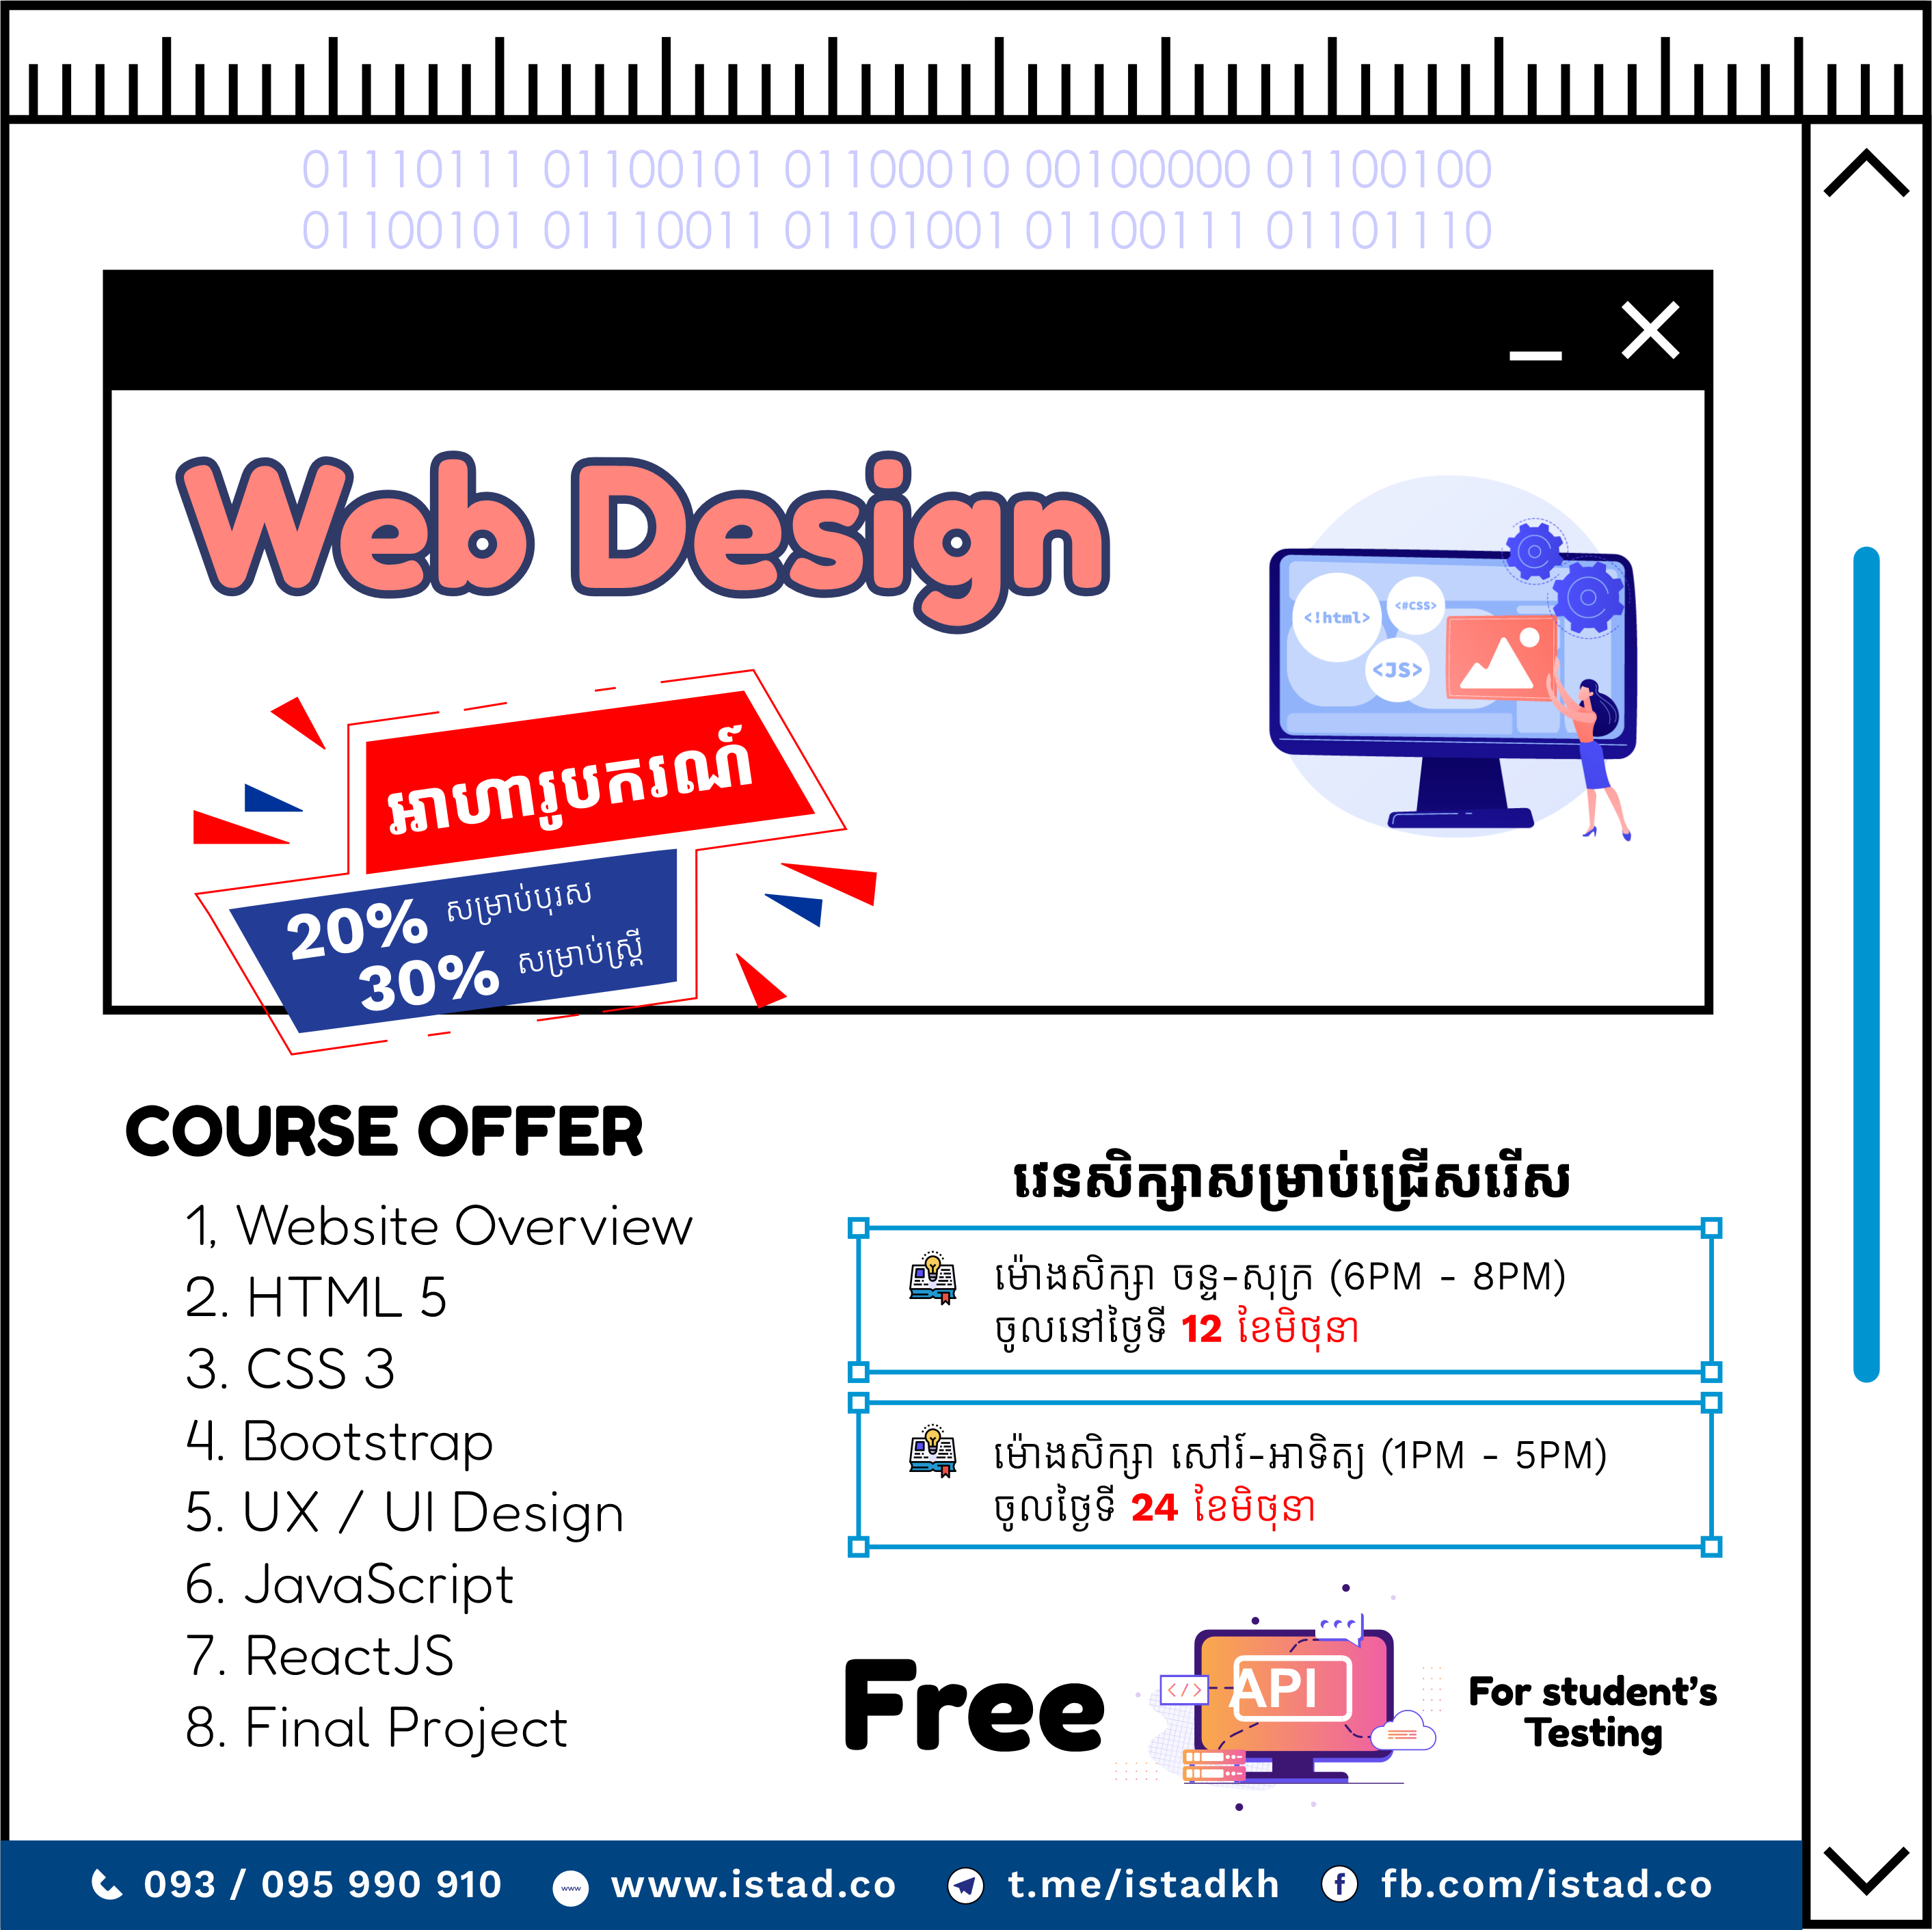 01110111 01100101 01100010 00100000 01100100
01100101 01110011 01101001 01100111 01101110
Web Design
<!html>
<#CSS>
<JS>
អាហារូបករណ៍
20% សម្រាប់បុរស
30% សម្រាប់ស្ត្រី
COURSE OFFER
1, Website Overview
2. HTML 5
3. CSS 3
4. Bootstrap
5. UX / UI Design
6. JavaScript
7. ReactJS
8. Final Project
វេនសិក្សាសម្រាប់ជ្រើសរើស
ម៉ោងសិក្សា ចន្ទ-សុក្រ (6PM - 8PM)
ចូលនៅថ្ងៃទី 12 ខែមិថុនា
ម៉ោងសិក្សា សៅរ៍-អាទិត្យ (1PM - 5PM)
ចូលថ្ងៃទី 24 ខែមិថុនា
Free
</>
API
For student's
Testing
093 / 095 990 910
www
www.istad.co
t.me/istadkh
fb.com/istad.co